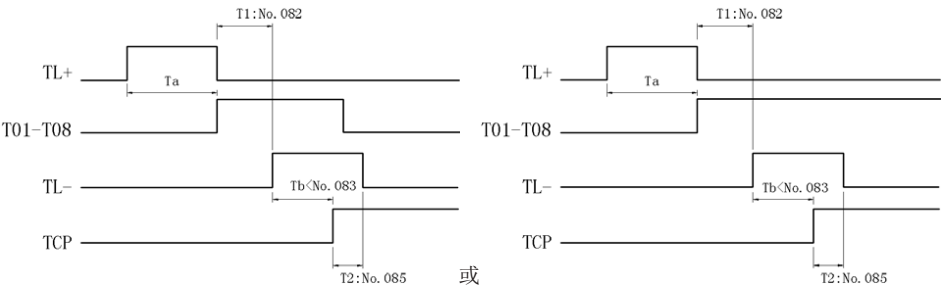 T1:No.082
TL+
Ta
T01-T08
TL-
Tb<No.083
TCP
T2:No.085
或
T1:No.082
TL+
Ta
T01-T08
TL-
Tb<No.083
TCP
T2:No.085